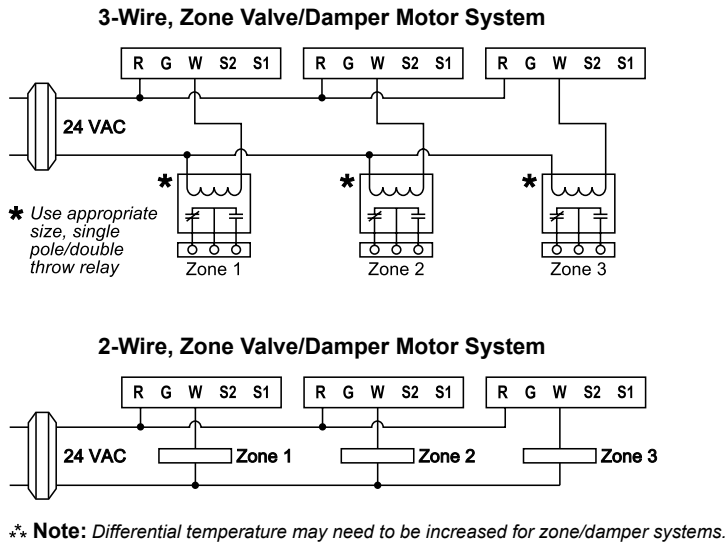 3-Wire, Zone Valve/Damper Motor System
R G W S2 S1 R G W S2 S1 R G W S2 S1
24 VAC
* * *
* Use appropriate
size, single
pole/double
throw relay
Zone 1 Zone 2 Zone 3
2-Wire, Zone Valve/Damper Motor System
R G W S2 S1 R G W S2 S1 R G W S2 S1
24 VAC Zone 1 Zone 2 Zone 3
⁂ Note: Differential temperature may need to be increased for zone/damper systems.